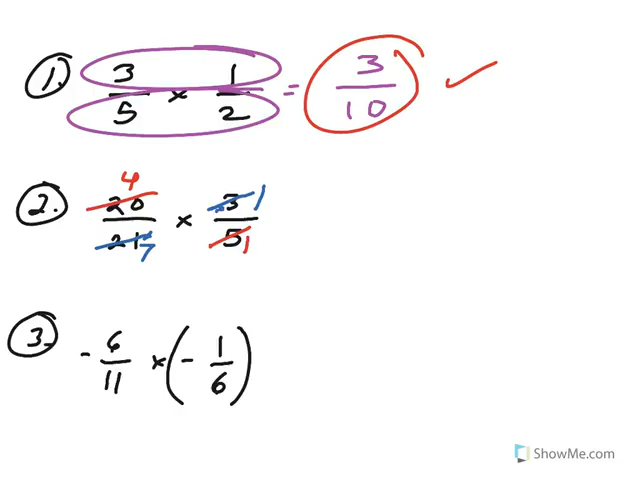 1. 3/5 × 1/2 = 3/10 ✓
2. 20/21 × 3/5 4 7 1 1
3. - 6/11 × (- 1/6)
ShowMe.com